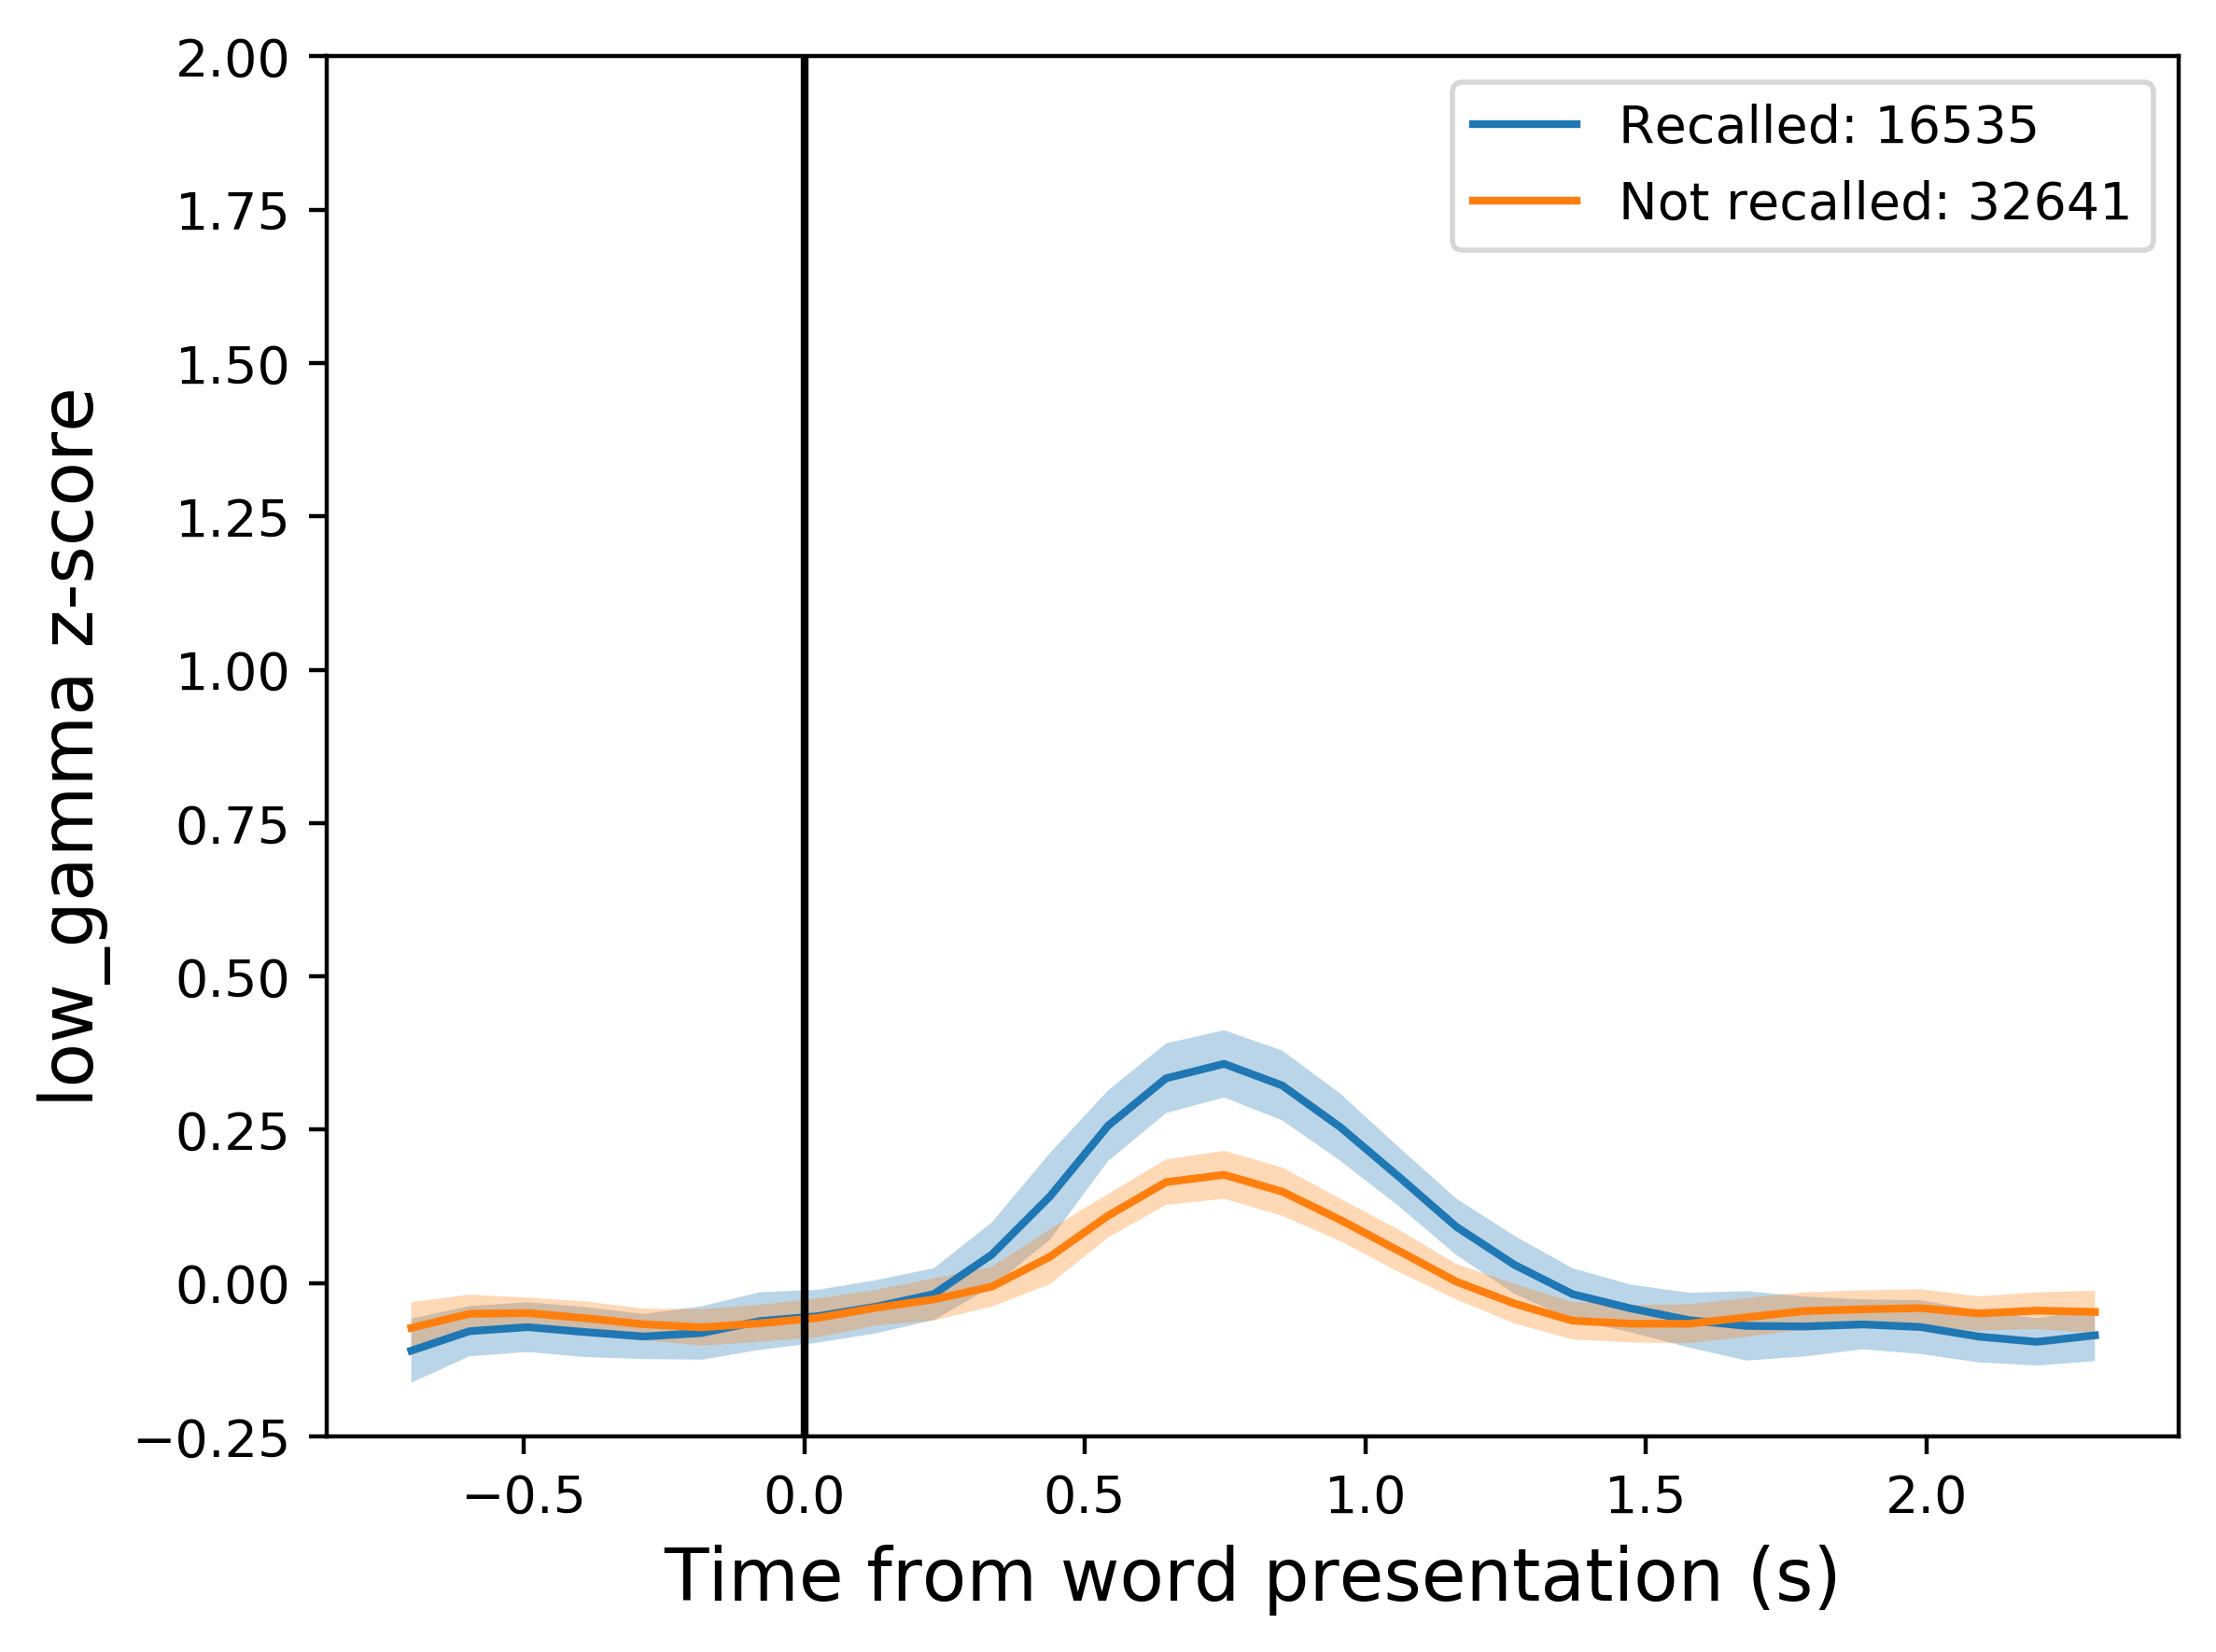 2.00
1.75
1.50
1.25
1.00
0.75
0.50
0.25
0.00
−0.25
low_gamma z-score
Recalled: 16535
Not recalled: 32641
−0.5 0.0 0.5 1.0 1.5 2.0
Time from word presentation (s)